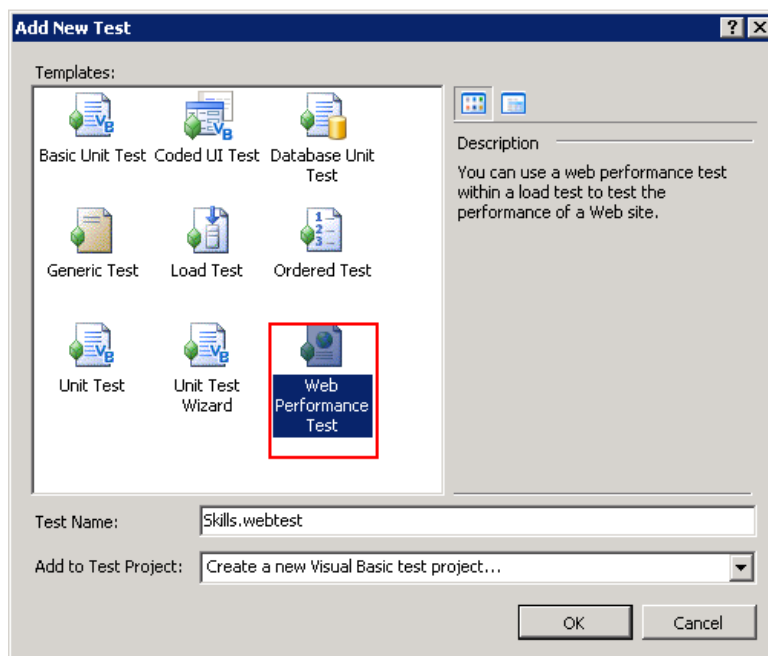 Add New Test
Templates:
Basic Unit Test
Coded UI Test
Database Unit
Test
Generic Test
Load Test
Ordered Test
Unit Test
Unit Test
Wizard
Web
Performance
Test
Description
You can use a web performance test
within a load test to test the
performance of a Web site.
Test Name:
Skills.webtest
Add to Test Project:
Create a new Visual Basic test project...
OK
Cancel